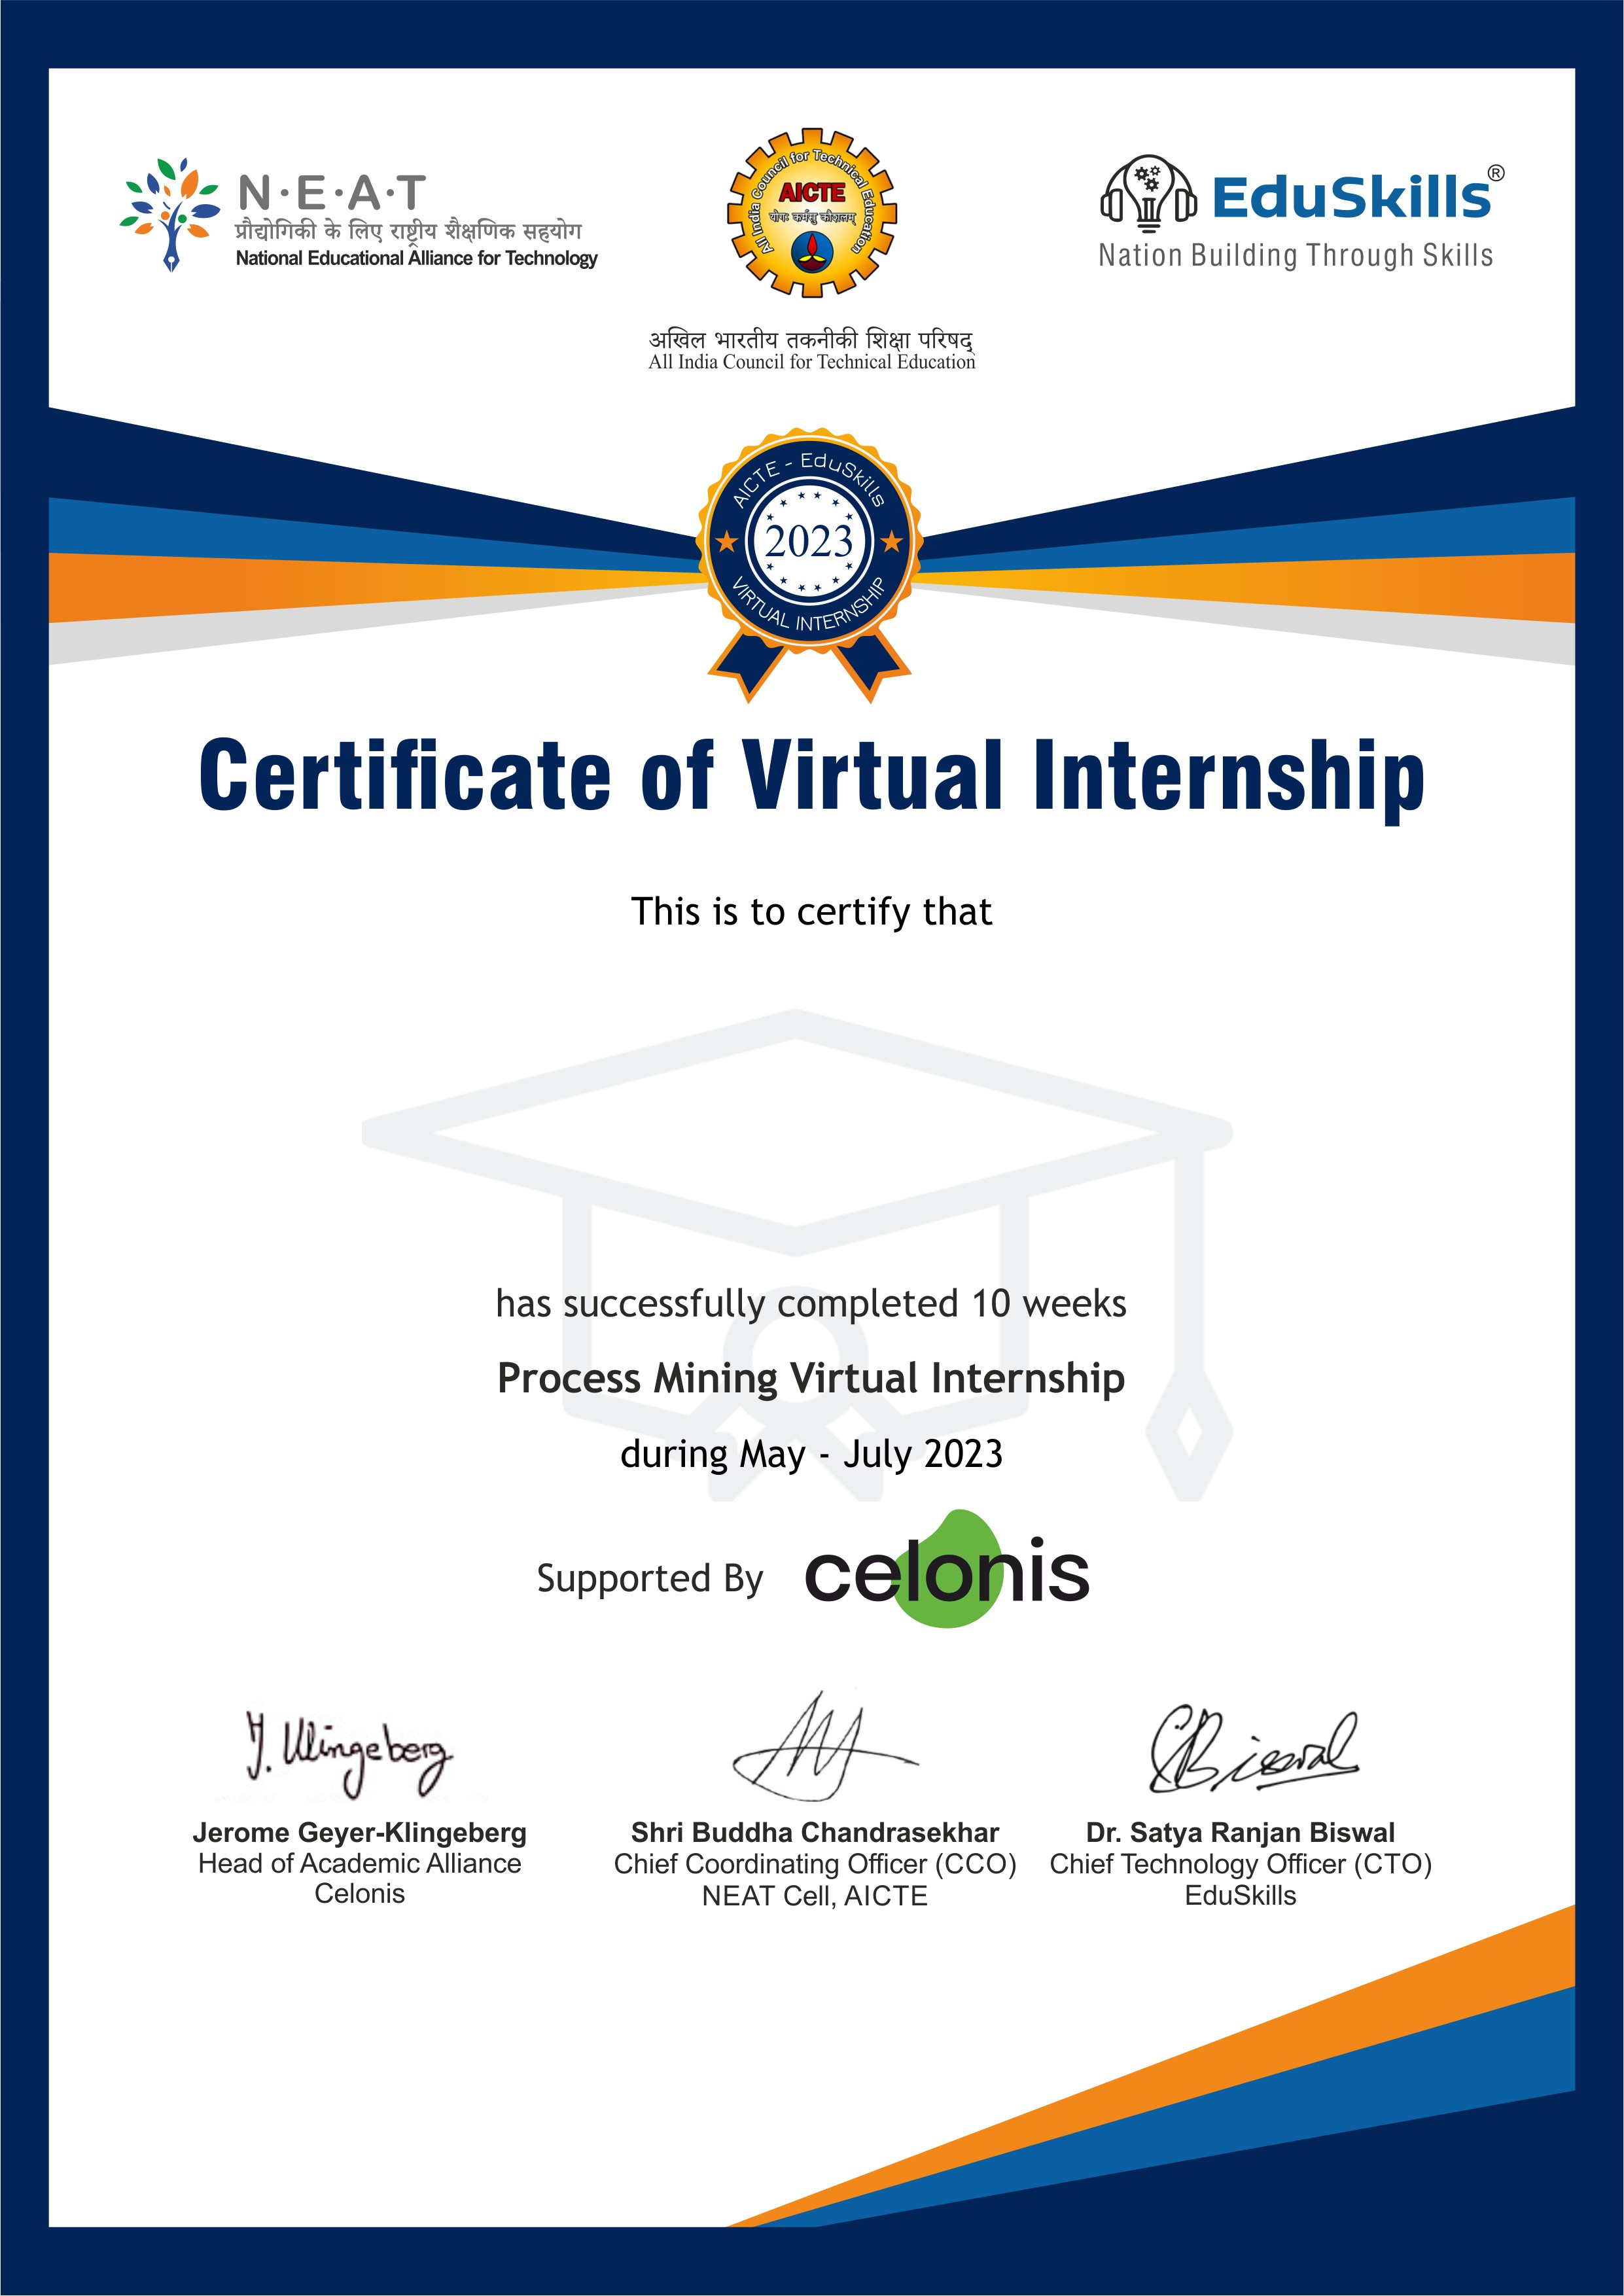 N·E·A·T
प्रौद्योगिकी के लिए राष्ट्रीय शैक्षणिक सहयोग
National Educational Alliance for Technology
All India Council for Technical Education
AICTE
योगः कर्मसु कौशलम्
अखिल भारतीय तकनीकी शिक्षा परिषद्
All India Council for Technical Education
EduSkills®
Nation Building Through Skills
AICTE - EduSkills
2023
VIRTUAL INTERNSHIP
Certificate of Virtual Internship
This is to certify that
has successfully completed 10 weeks
Process Mining Virtual Internship
during May - July 2023
Supported By celonis
J. Klingeberg
Biswal
Jerome Geyer-Klingeberg
Head of Academic Alliance
Celonis
Shri Buddha Chandrasekhar
Chief Coordinating Officer (CCO)
NEAT Cell, AICTE
Dr. Satya Ranjan Biswal
Chief Technology Officer (CTO)
EduSkills